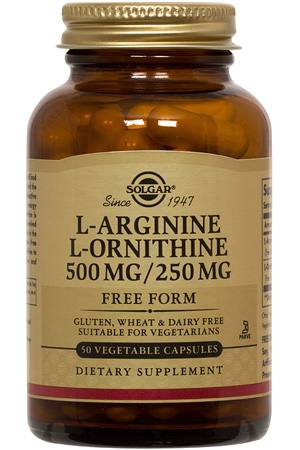 SOLGAR®
Since 1947
L-ARGININE
L-ORNITHINE
500 MG/250 MG
FREE FORM
GLUTEN, WHEAT & DAIRY FREE
SUITABLE FOR VEGETARIANS
PARVE
50 VEGETABLE CAPSULES
DIETARY SUPPLEMENT